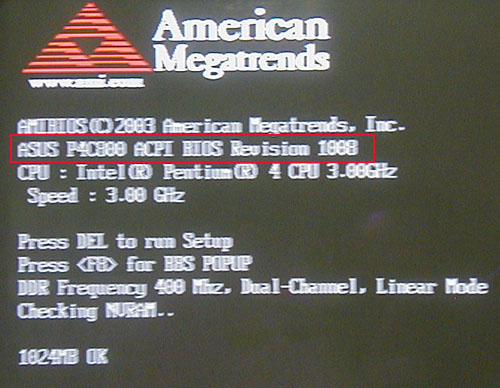 American
Megatrends
www.ami.com
AMIBIOS(C)2003 American Megatrends, Inc.
ASUS P4C800 ACPI BIOS Revision 1008
CPU : Intel(R) Pentium(R) 4 CPU 3.00GHz
Speed : 3.00 GHz
Press DEL to run Setup
Press <F8> for BBS POPUP
DDR Frequency 400 Mhz, Dual-Channel, Linear Mode
Checking NVRAM..
1024MB OK